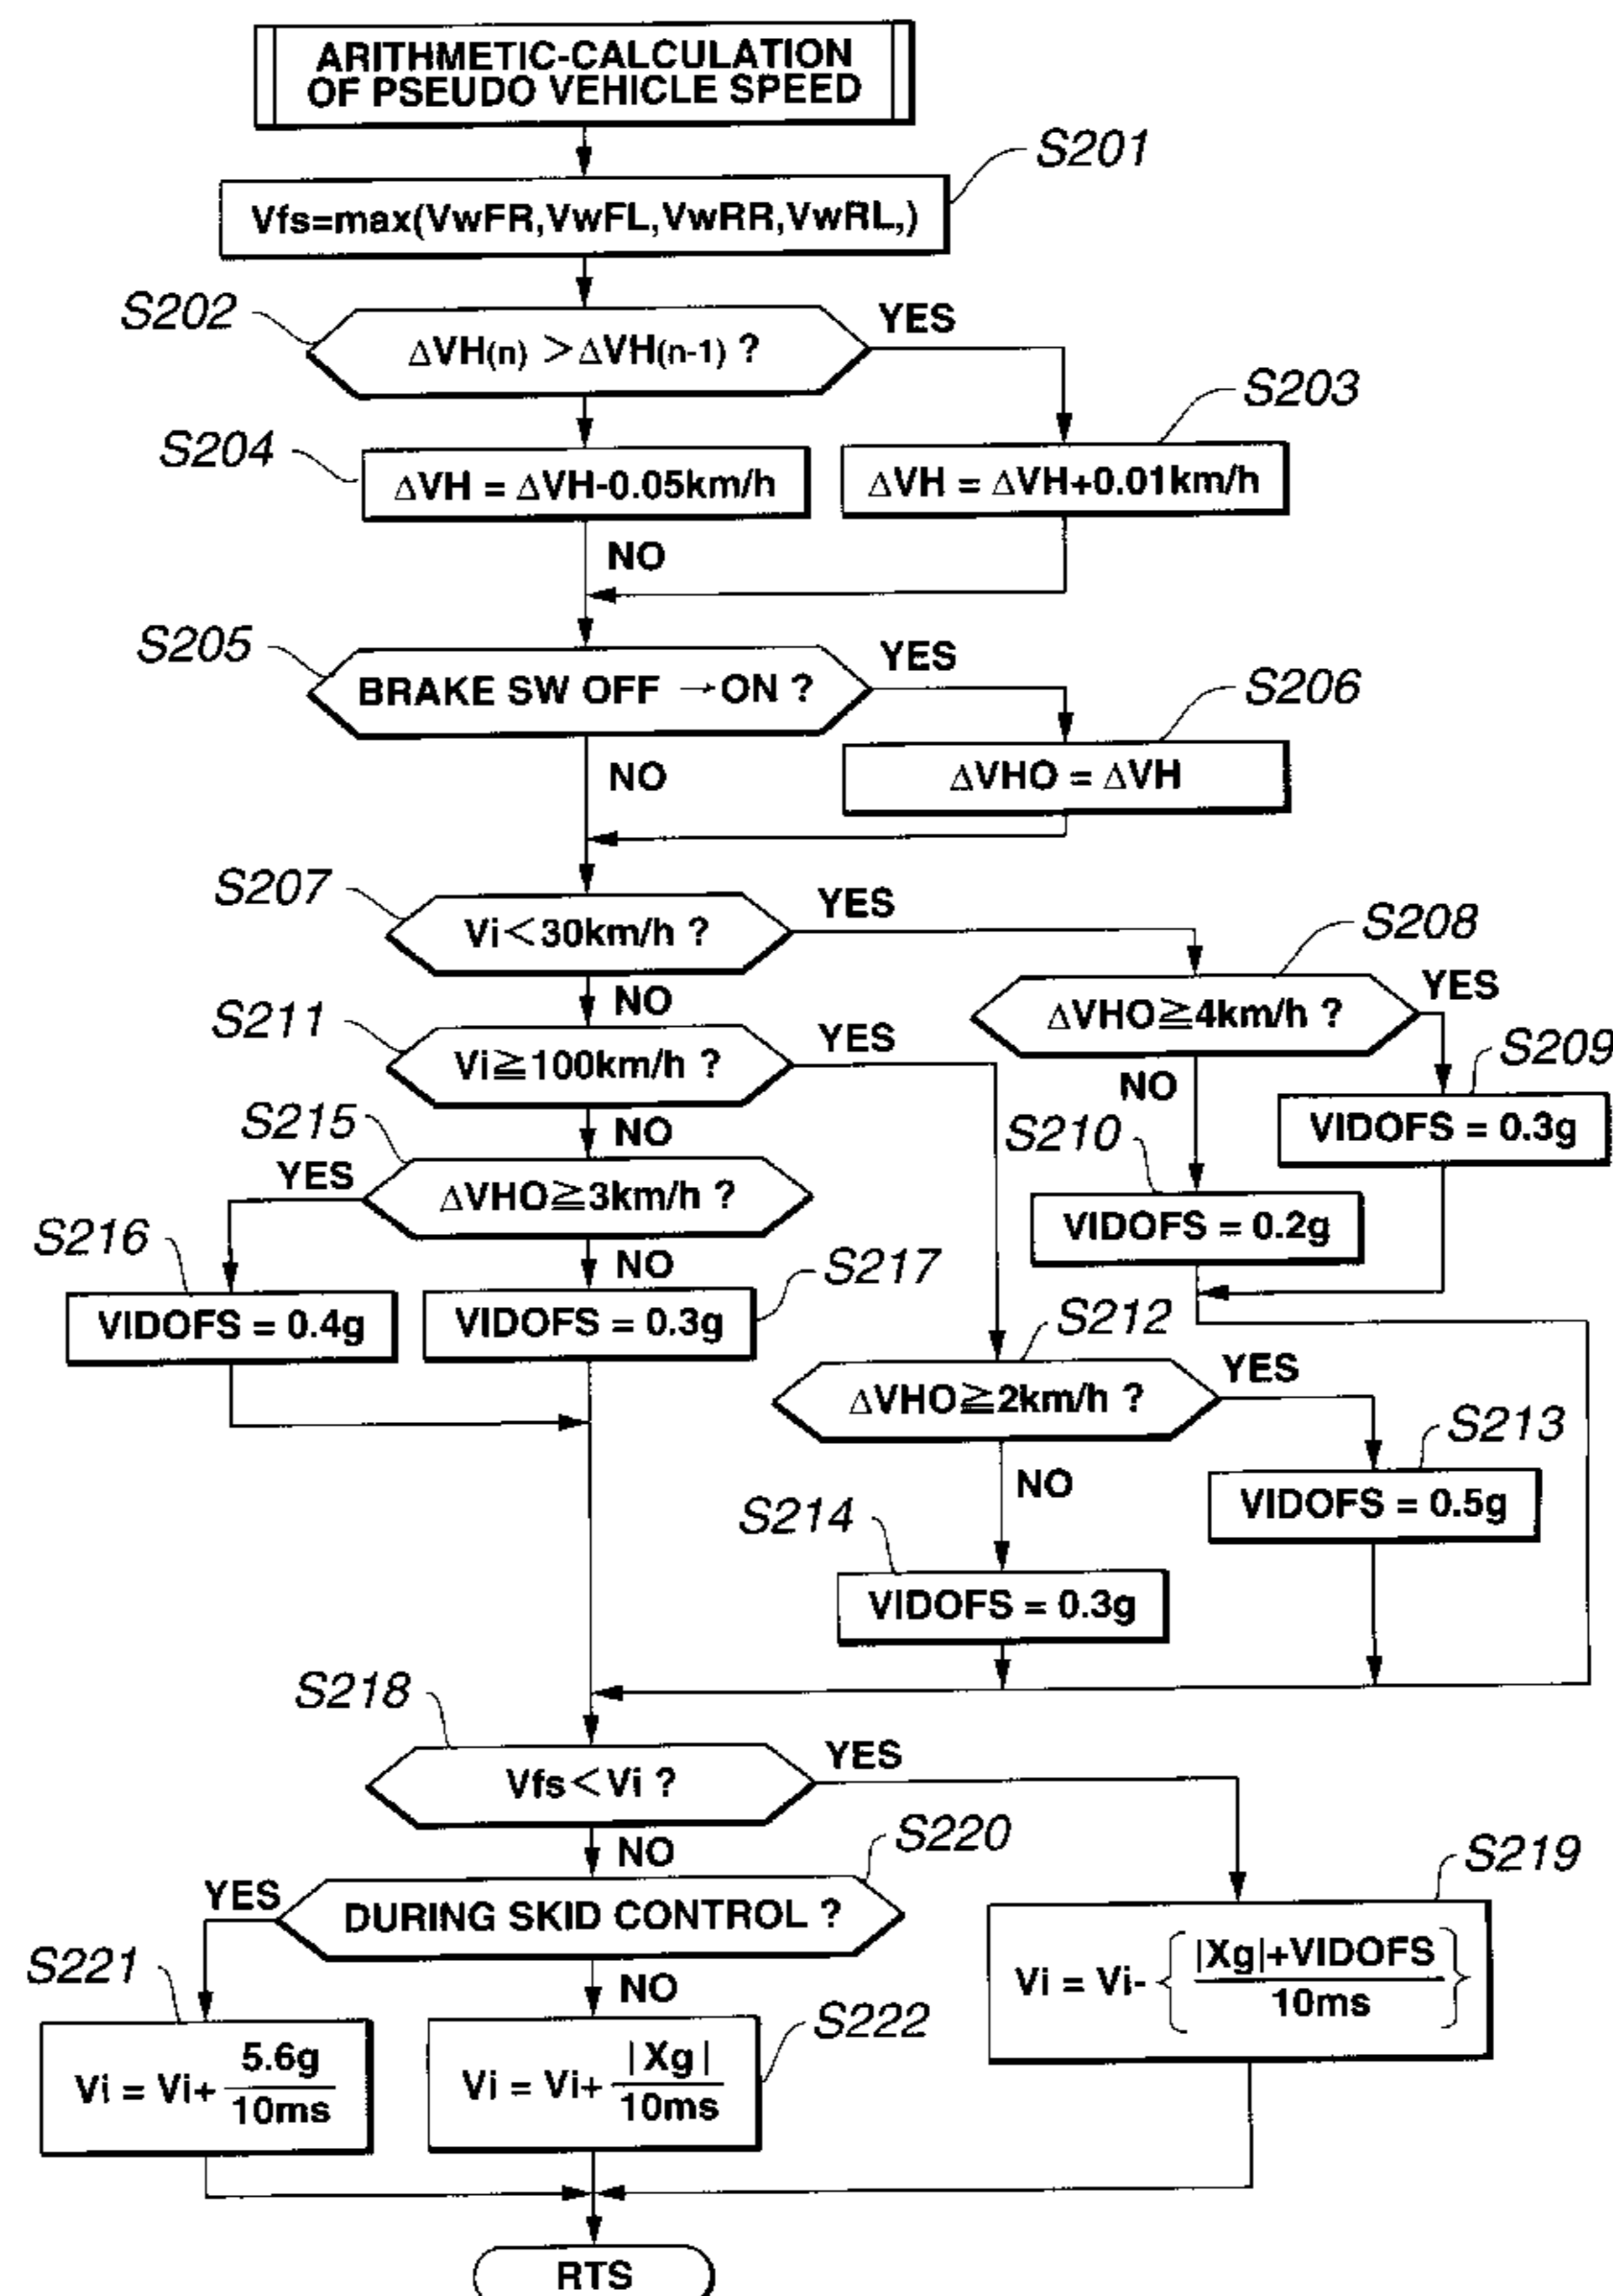 ARITHMETIC-CALCULATION
OF PSEUDO VEHICLE SPEED
S201
Vfs=max(VwFR,VwFL,VwRR,VwRL,)
S202
ΔVH(n) >ΔVH(n-1) ?
YES
S203
S204
ΔVH = ΔVH-0.05km/h
ΔVH = ΔVH+0.01km/h
NO
S205
BRAKE SW OFF →ON ?
YES
S206
NO
ΔVHO = ΔVH
S207
Vi<30km/h ?
YES
S208
NO
ΔVHO≧4km/h ?
YES
S211
Vi≧100km/h ?
YES
S209
NO
VIDOFS = 0.3g
NO
S215
S210
YES
ΔVHO≧3km/h ?
VIDOFS = 0.2g
S216
NO
S217
VIDOFS = 0.4g
VIDOFS = 0.3g
S212
ΔVHO≧2km/h ?
YES
S213
NO
VIDOFS = 0.5g
S214
VIDOFS = 0.3g
S218
Vfs<Vi ?
YES
NO
S220
S219
YES
DURING SKID CONTROL ?
Vi = Vi- { |Xg|+VIDOFS / 10ms }
S221
NO
S222
Vi = Vi+ 5.6g / 10ms
Vi = Vi+ |Xg| / 10ms
RTS